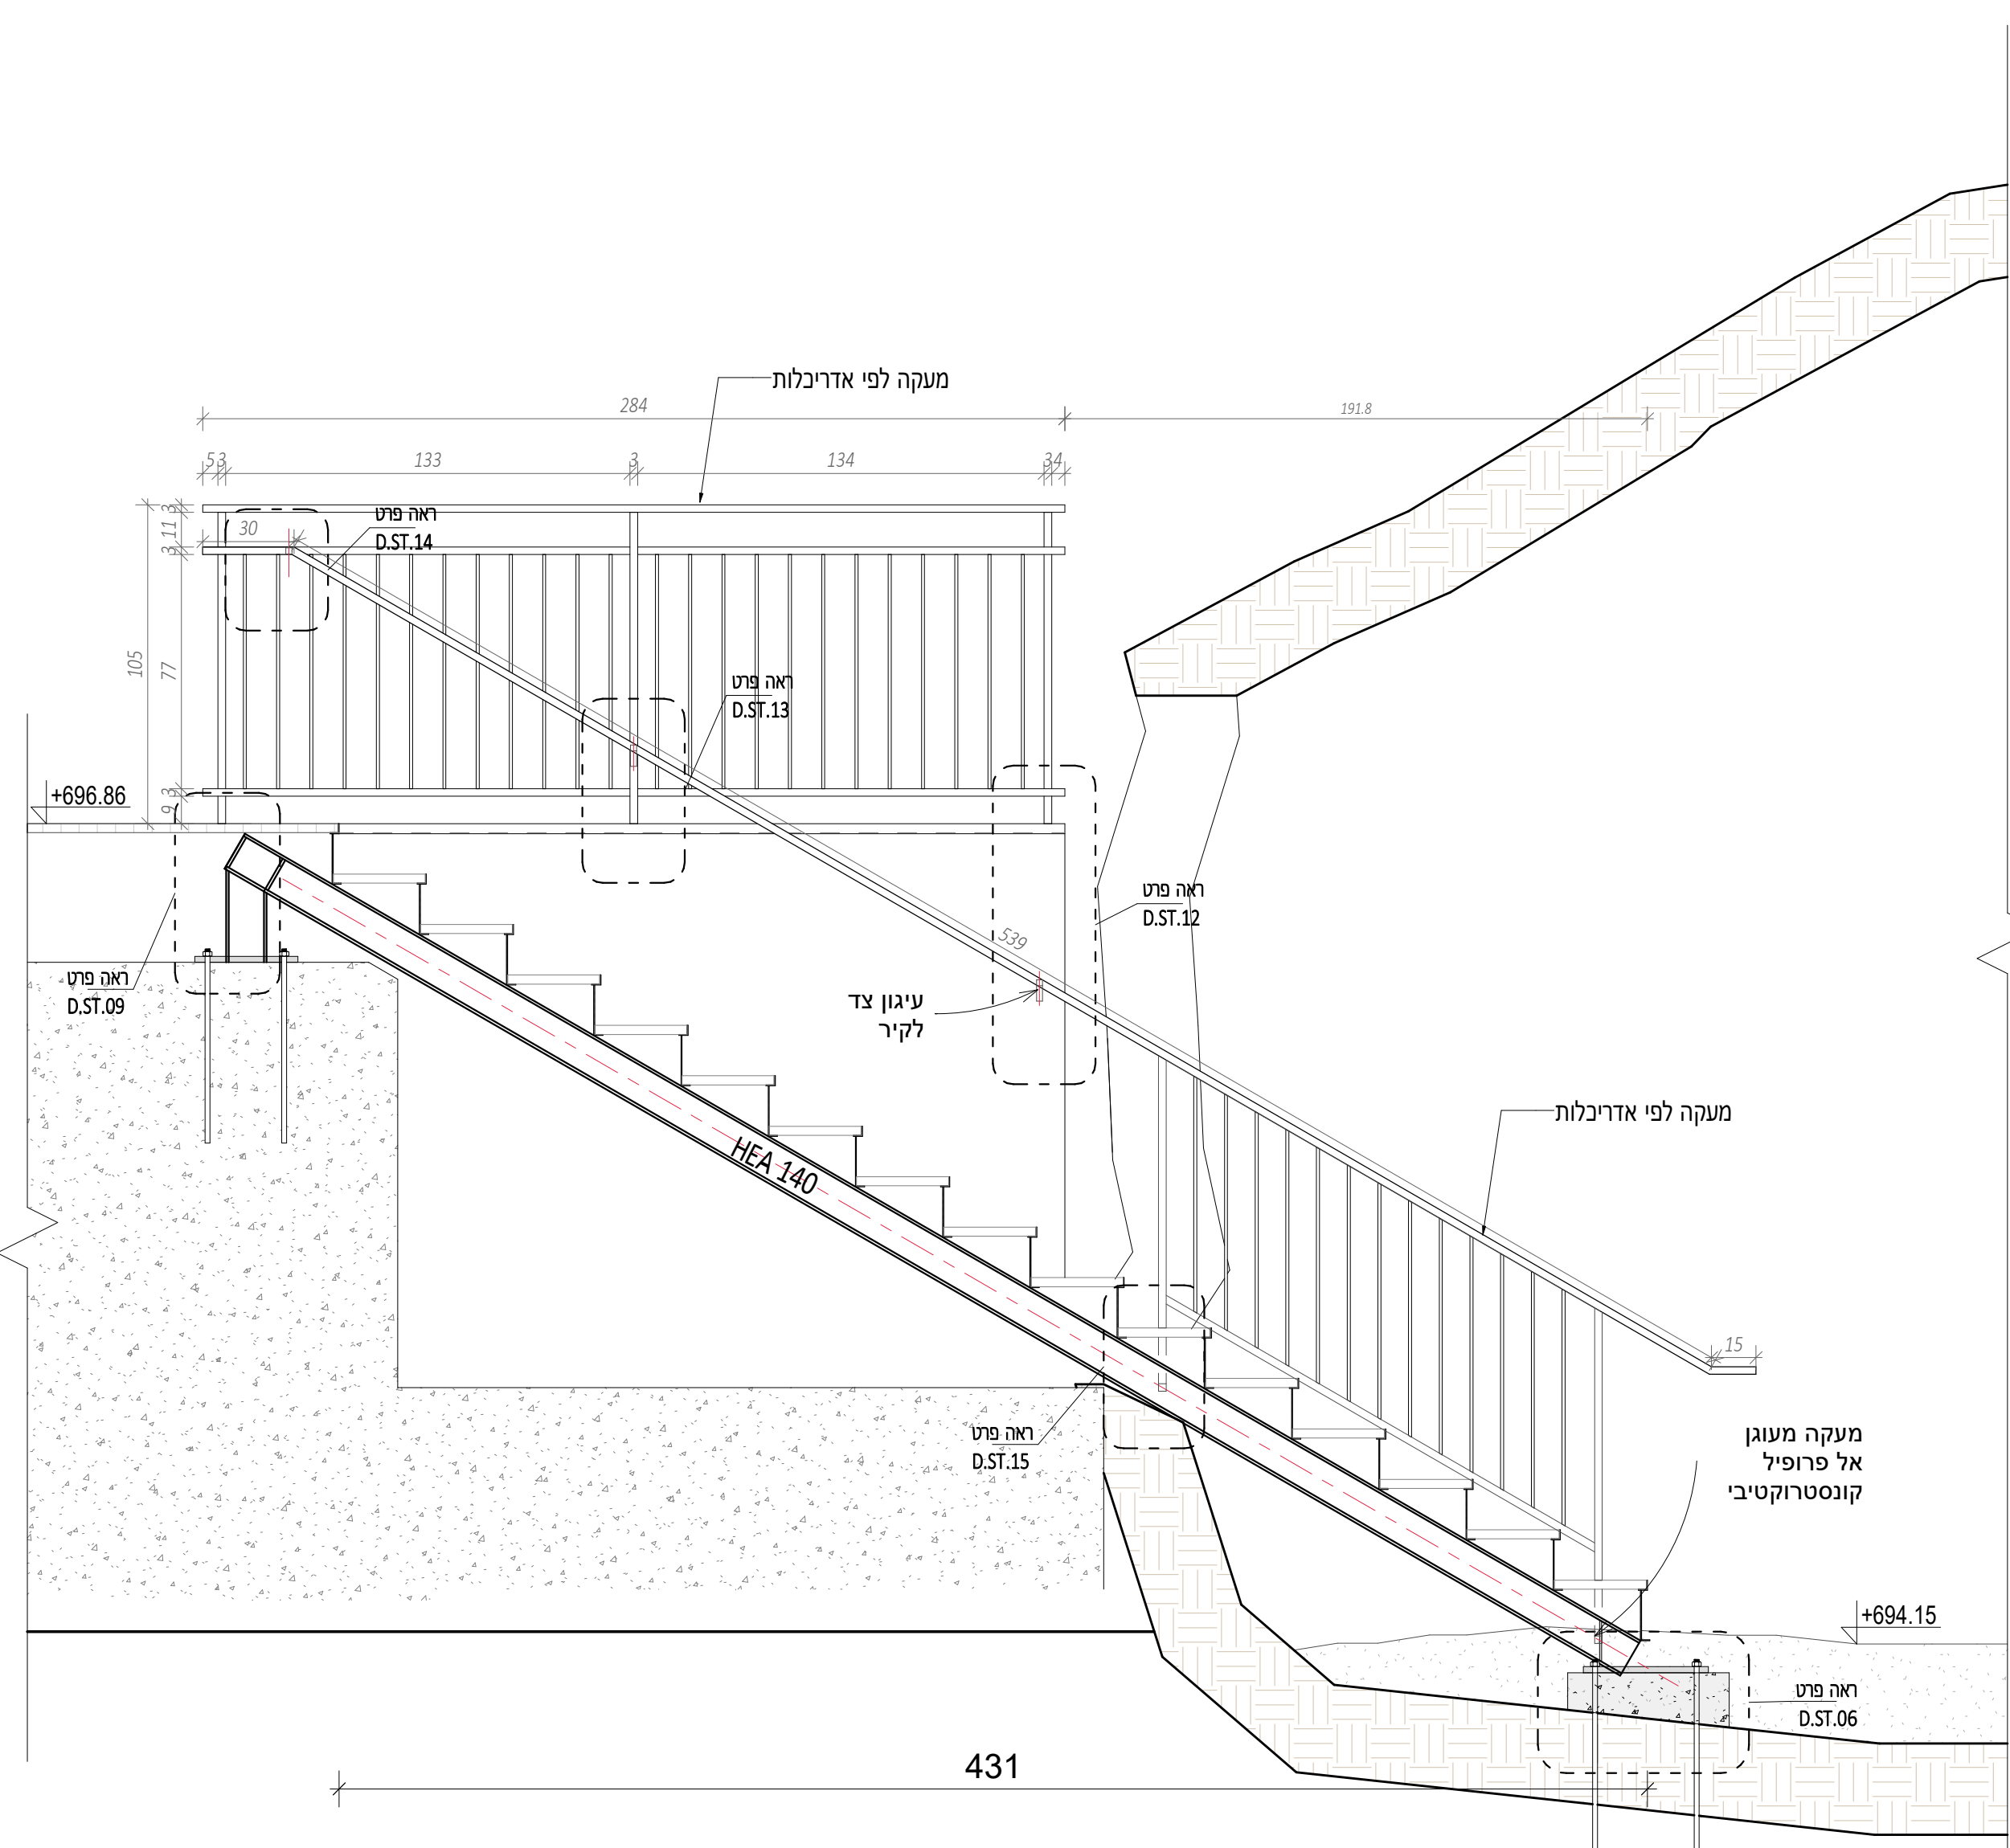 מעקה לפי אדריכלות
284
191.8
53
133
3
134
34
3
11
3
30
ראה פרט
D.ST.14
105
77
ראה פרט
D.ST.13
+696.86
3
9
ראה פרט
D.ST.12
539
ראה פרט
D.ST.09
עיגון צד
לקיר
מעקה לפי אדריכלות
HEA 140
15
ראה פרט
D.ST.15
מעקה מעוגן
אל פרופיל
קונסטרוקטיבי
+694.15
ראה פרט
D.ST.06
431